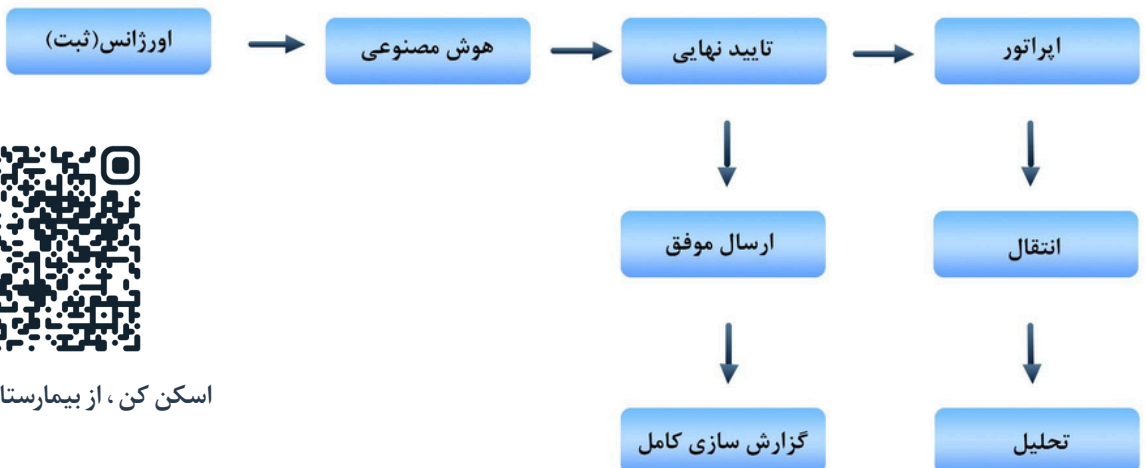 اورژانس(ثبت)
هوش مصنوعی
تایید نهایی
اپراتور
ارسال موفق
انتقال
اسکن کن ، از بیمارستا
گزارش سازی کامل
تحلیل